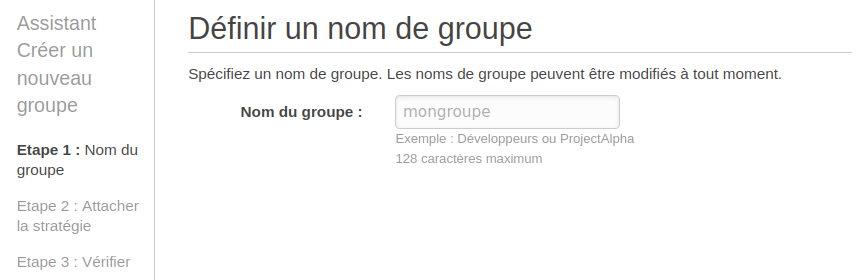 Assistant
Créer un
nouveau
groupe
Etape 1 : Nom du
groupe
Etape 2 : Attacher
la stratégie
Etape 3 : Vérifier
Définir un nom de groupe
Spécifiez un nom de groupe. Les noms de groupe peuvent être modifiés à tout moment.
Nom du groupe : mongroupe
Exemple : Développeurs ou ProjectAlpha
128 caractères maximum